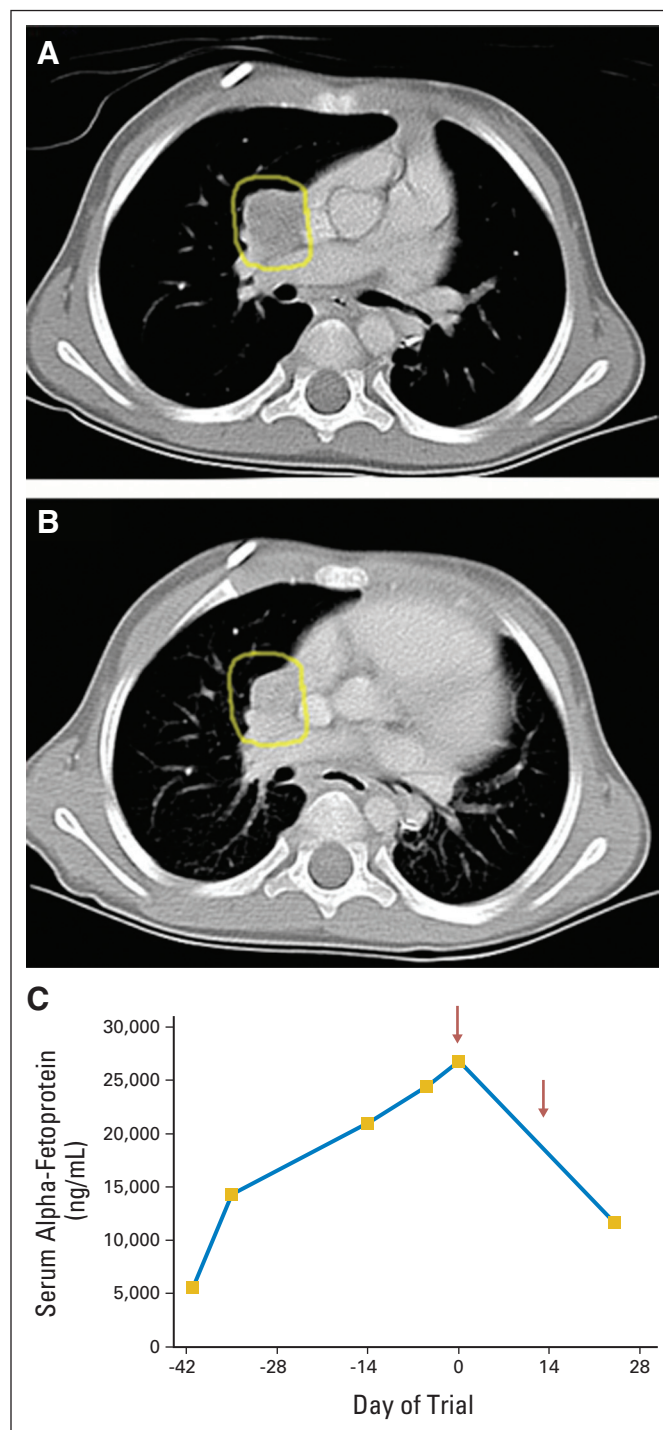 A
B
C
30,000
25,000
20,000
15,000
10,000
5,000
0
-42 -28 -14 0 14 28
Serum Alpha-Fetoprotein
(ng/mL)
Day of Trial